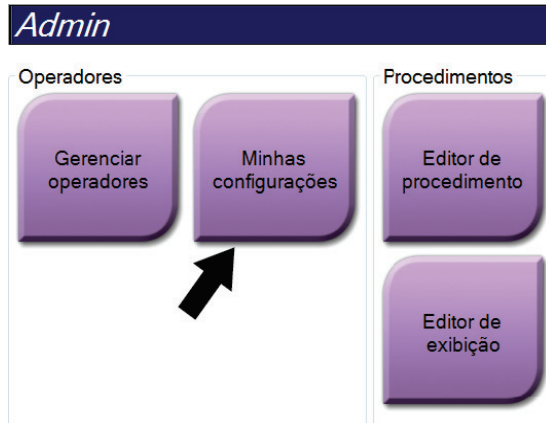 Admin
Operadores
Procedimentos
Gerenciar
operadores
Minhas
configurações
Editor de
procedimento
Editor de
exibição